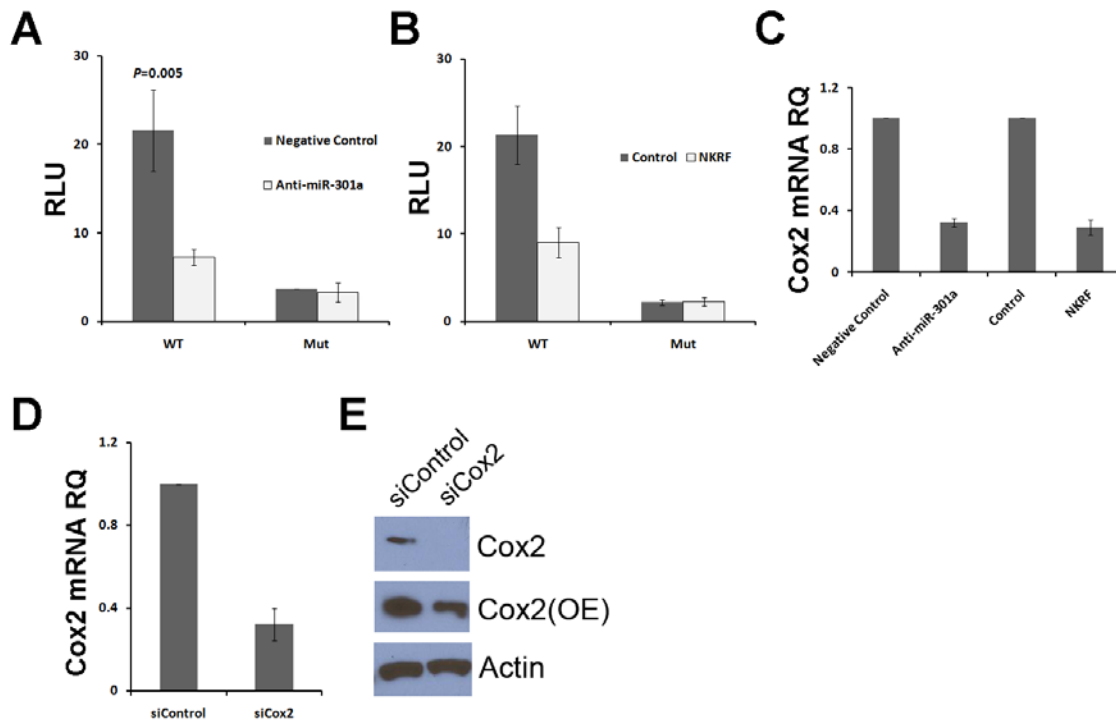 A
30
20
10
0
RLU
P=0.005
Negative Control
Anti-miR-301a
WT
Mut
B
30
20
10
0
RLU
Control
NKRF
WT
Mut
C
1.2
0.8
0.4
0
Cox2 mRNA RQ
Negative Control
Anti-miR-301a
Control
NKRF
D
1.2
0.8
0.4
0
Cox2 mRNA RQ
siControl
siCox2
E
siControl
siCox2
Cox2
Cox2(OE)
Actin